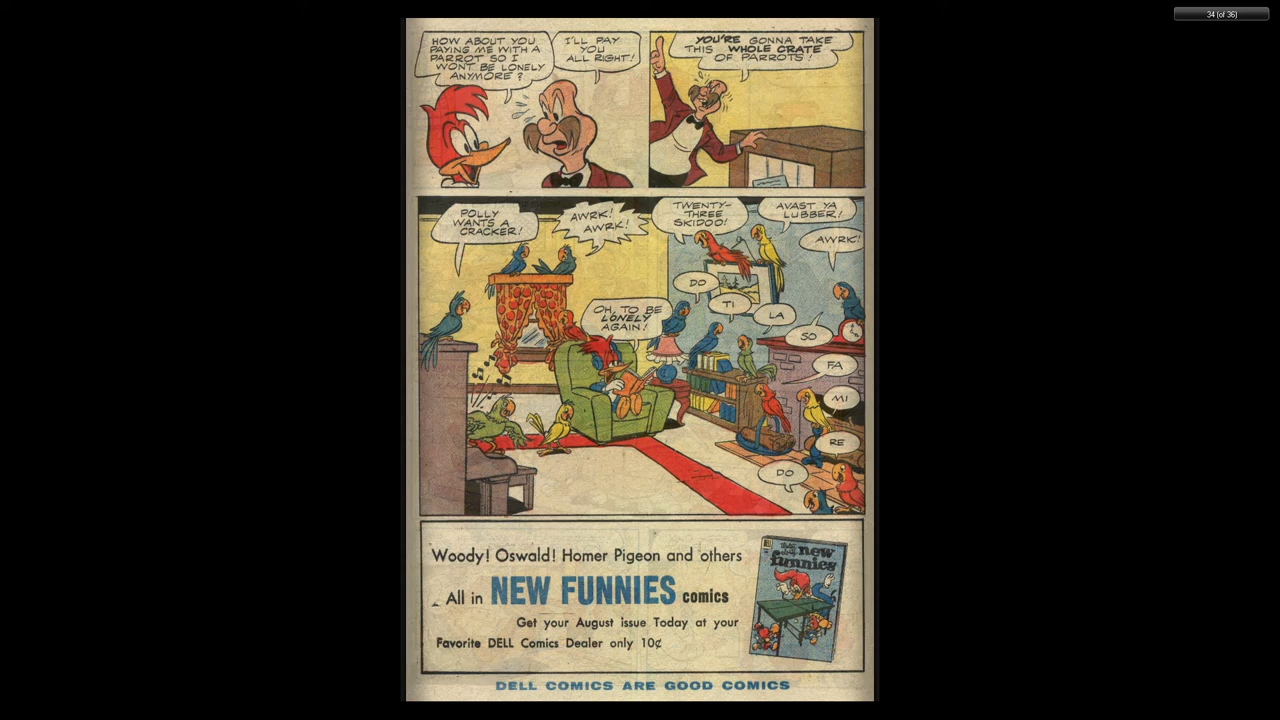 34 (of 36)
HOW ABOUT YOU
PAYING ME WITH A
PARROT SO I
WON'T BE LONELY
ANYMORE?
I'LL PAY
YOU
ALL RIGHT!
YOU'RE GONNA TAKE
THIS WHOLE CRATE
OF PARROTS!
POLLY
WANTS A
CRACKER!
AWRK!
AWRK!
TWENTY-
THREE
SKIDOO!
AVAST YA
LUBBER!
AWRK!
OH, TO BE
LONELY
AGAIN!
DO
TI
LA
SO
FA
MI
RE
DO
Woody! Oswald! Homer Pigeon and others
All in NEW FUNNIES comics
Get your August issue Today at your
Favorite DELL Comics Dealer only 10¢
DELL
new
funnies
DELL COMICS ARE GOOD COMICS